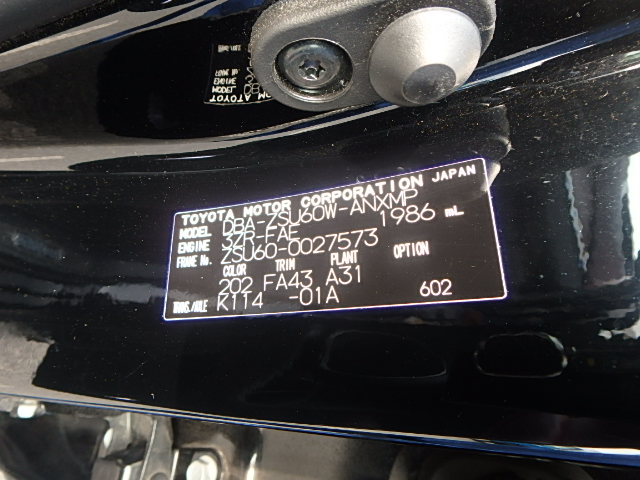 TOYOTA MOTOR CORPORATION JAPAN
MODEL DBA-ZSU60W-ANXMP
ENGINE 3ZR-FAE 1986 mL
FRAME No. ZSU60-0027573
COLOR TRIM PLANT OPTION
202 FA43 A31
TRANS./AXLE K114 -01A 602